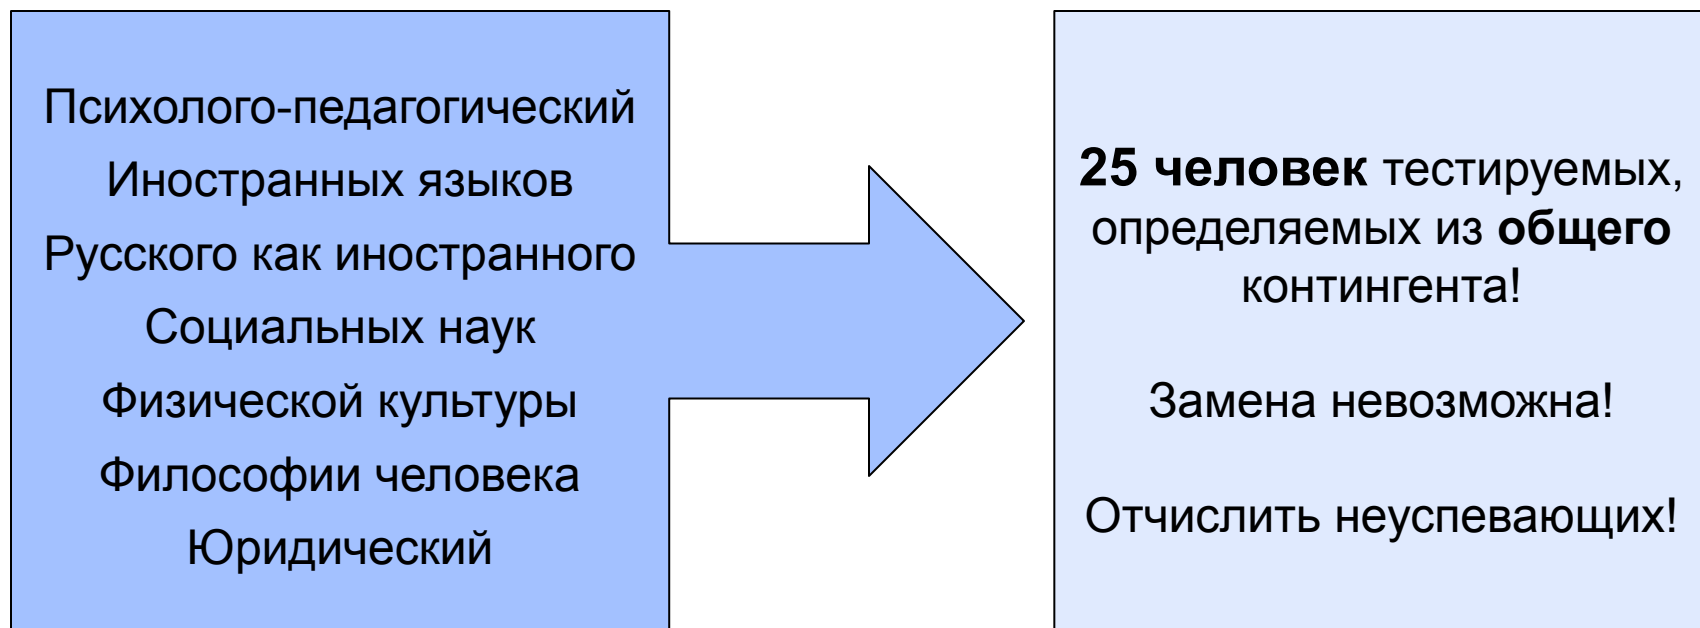 Психолого-педагогический
Иностранных языков
Русского как иностранного
Социальных наук
Физической культуры
Философии человека
Юридический
25 человек тестируемых,
определяемых из общего
контингента!
Замена невозможна!
Отчислить неуспевающих!